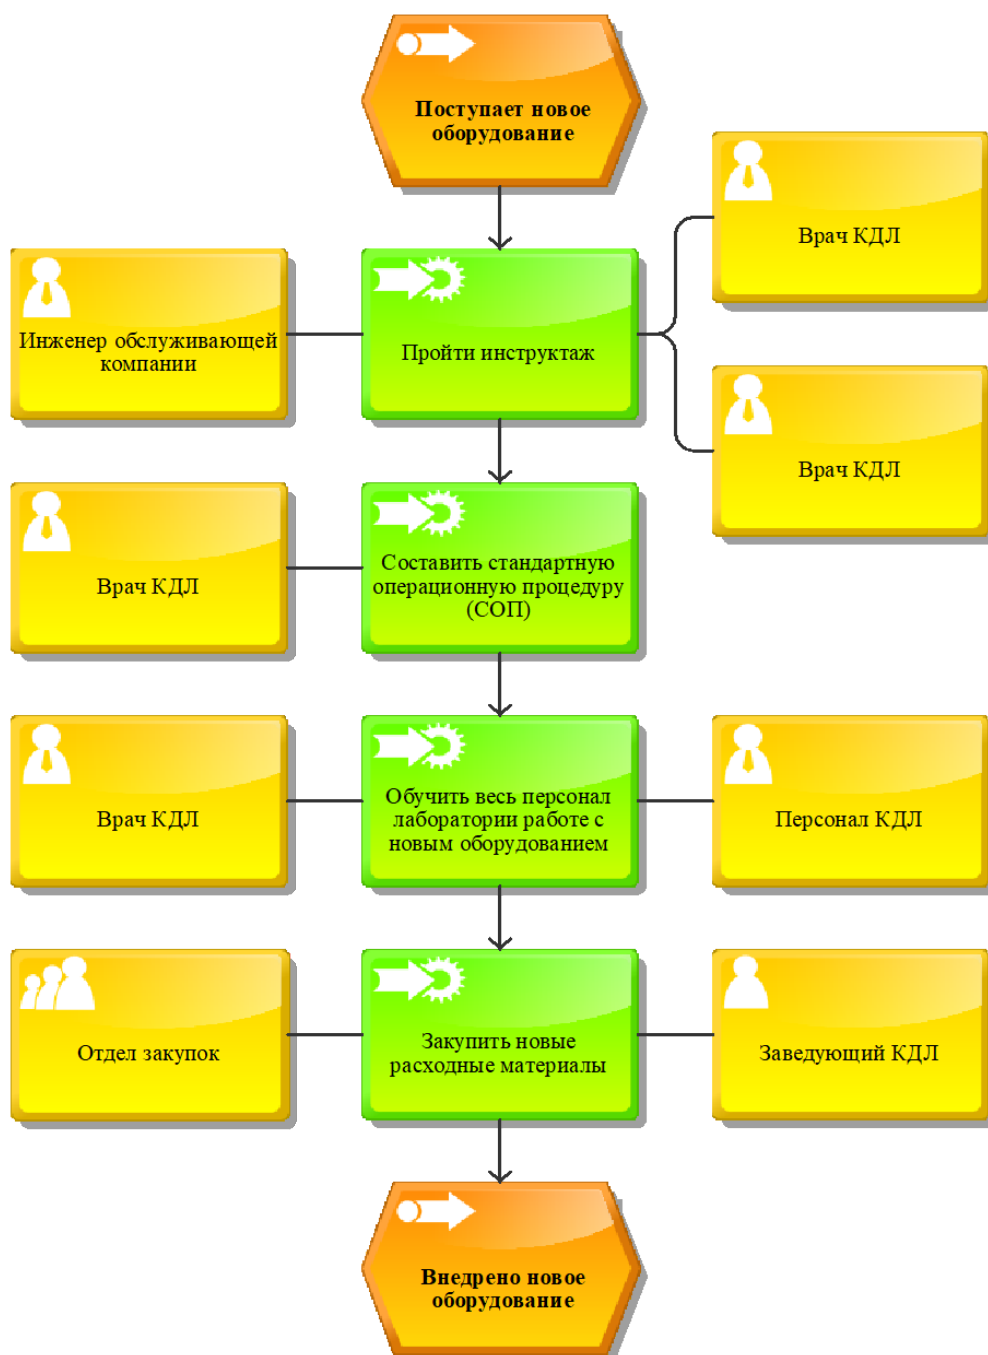 Поступает новое
оборудование
Врач КДЛ
Инженер обслуживающей
компании
Пройти инструктаж
Врач КДЛ
Врач КДЛ
Составить стандартную
операционную процедуру
(СОП)
Врач КДЛ
Обучить весь персонал
лаборатории работе с
новым оборудованием
Персонал КДЛ
Отдел закупок
Закупить новые
расходные материалы
Заведующий КДЛ
Внедрено новое
оборудование